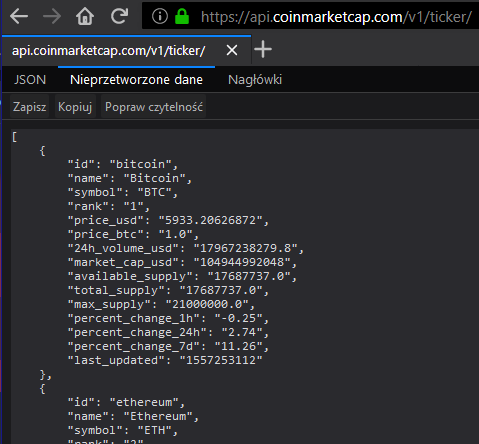 https://api.coinmarketcap.com/v1/ticker/
api.coinmarketcap.com/v1/ticker/
JSON Nieprzetworzone dane Nagłówki
Zapisz Kopiuj Popraw czytelność
[
    {
        "id": "bitcoin",
        "name": "Bitcoin",
        "symbol": "BTC",
        "rank": "1",
        "price_usd": "5933.20626872",
        "price_btc": "1.0",
        "24h_volume_usd": "17967238279.8",
        "market_cap_usd": "104944992048",
        "available_supply": "17687737.0",
        "total_supply": "17687737.0",
        "max_supply": "21000000.0",
        "percent_change_1h": "-0.25",
        "percent_change_24h": "2.74",
        "percent_change_7d": "11.26",
        "last_updated": "1557253112"
    },
    {
        "id": "ethereum",
        "name": "Ethereum",
        "symbol": "ETH",
        "rank": "2",